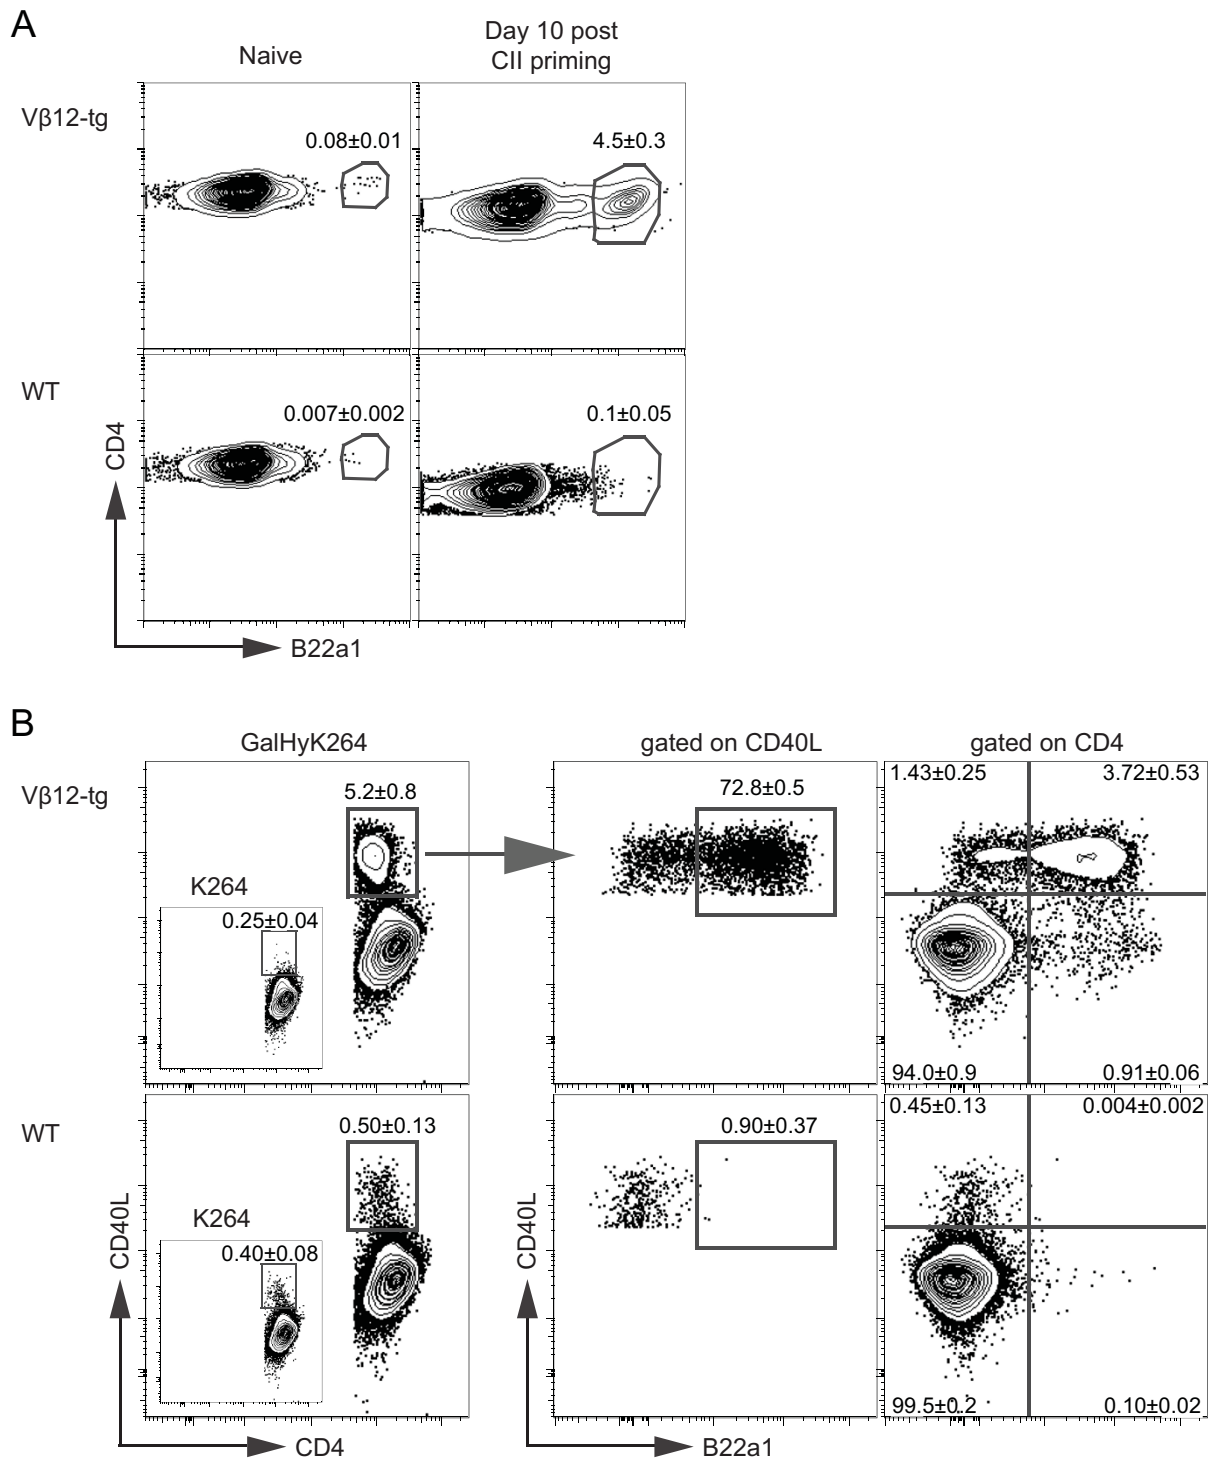 A
Naive
Day 10 post
CII priming
Vβ12-tg
0.08±0.01
4.5±0.3
WT
0.007±0.002
0.1±0.05
CD4
B22a1
B
GalHyK264
gated on CD40L
gated on CD4
Vβ12-tg
5.2±0.8
72.8±0.5
1.43±0.25
3.72±0.53
K264
0.25±0.04
94.0±0.9
0.91±0.06
WT
0.50±0.13
0.90±0.37
0.45±0.13
0.004±0.002
K264
0.40±0.08
99.5±0.2
0.10±0.02
CD40L
CD40L
CD4
B22a1